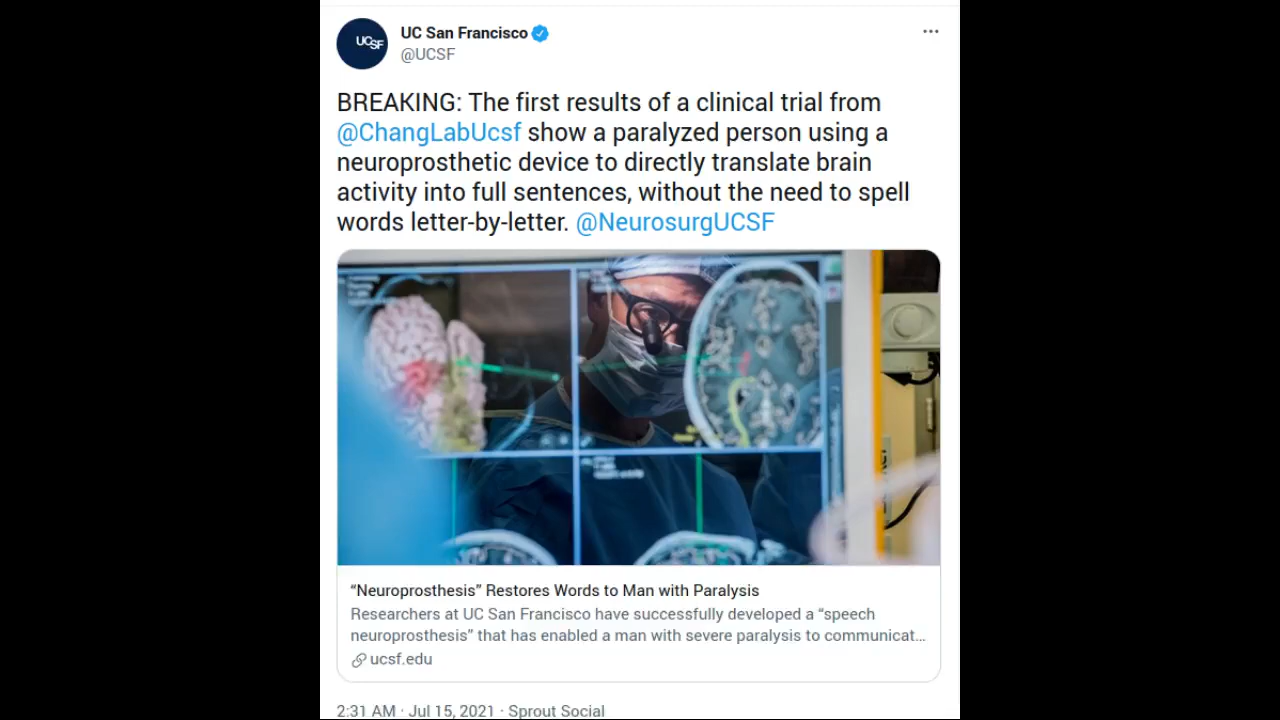 UCSF
UC San Francisco
@UCSF
BREAKING: The first results of a clinical trial from
@ChangLabUcsf show a paralyzed person using a
neuroprosthetic device to directly translate brain
activity into full sentences, without the need to spell
words letter-by-letter. @NeurosurgUCSF
“Neuroprosthesis” Restores Words to Man with Paralysis
Researchers at UC San Francisco have successfully developed a “speech
neuroprosthesis” that has enabled a man with severe paralysis to communicat...
ucsf.edu
2:31 AM · Jul 15, 2021 · Sprout Social